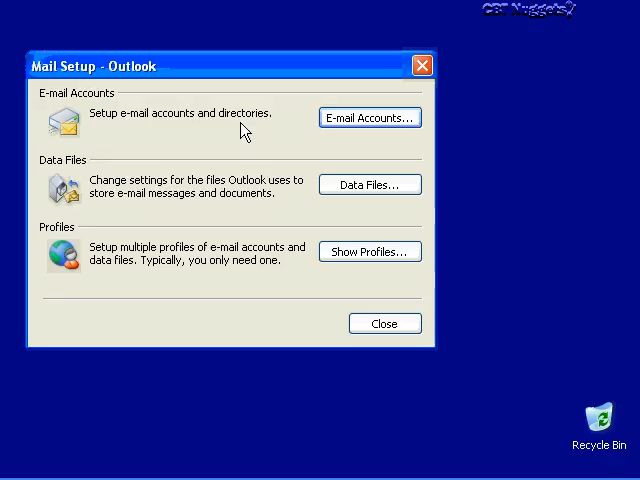 CBT Nuggets
Mail Setup - Outlook
E-mail Accounts
Setup e-mail accounts and directories.
E-mail Accounts...
Data Files
Change settings for the files Outlook uses to
store e-mail messages and documents.
Data Files...
Profiles
Setup multiple profiles of e-mail accounts and
data files. Typically, you only need one.
Show Profiles...
Close
Recycle Bin